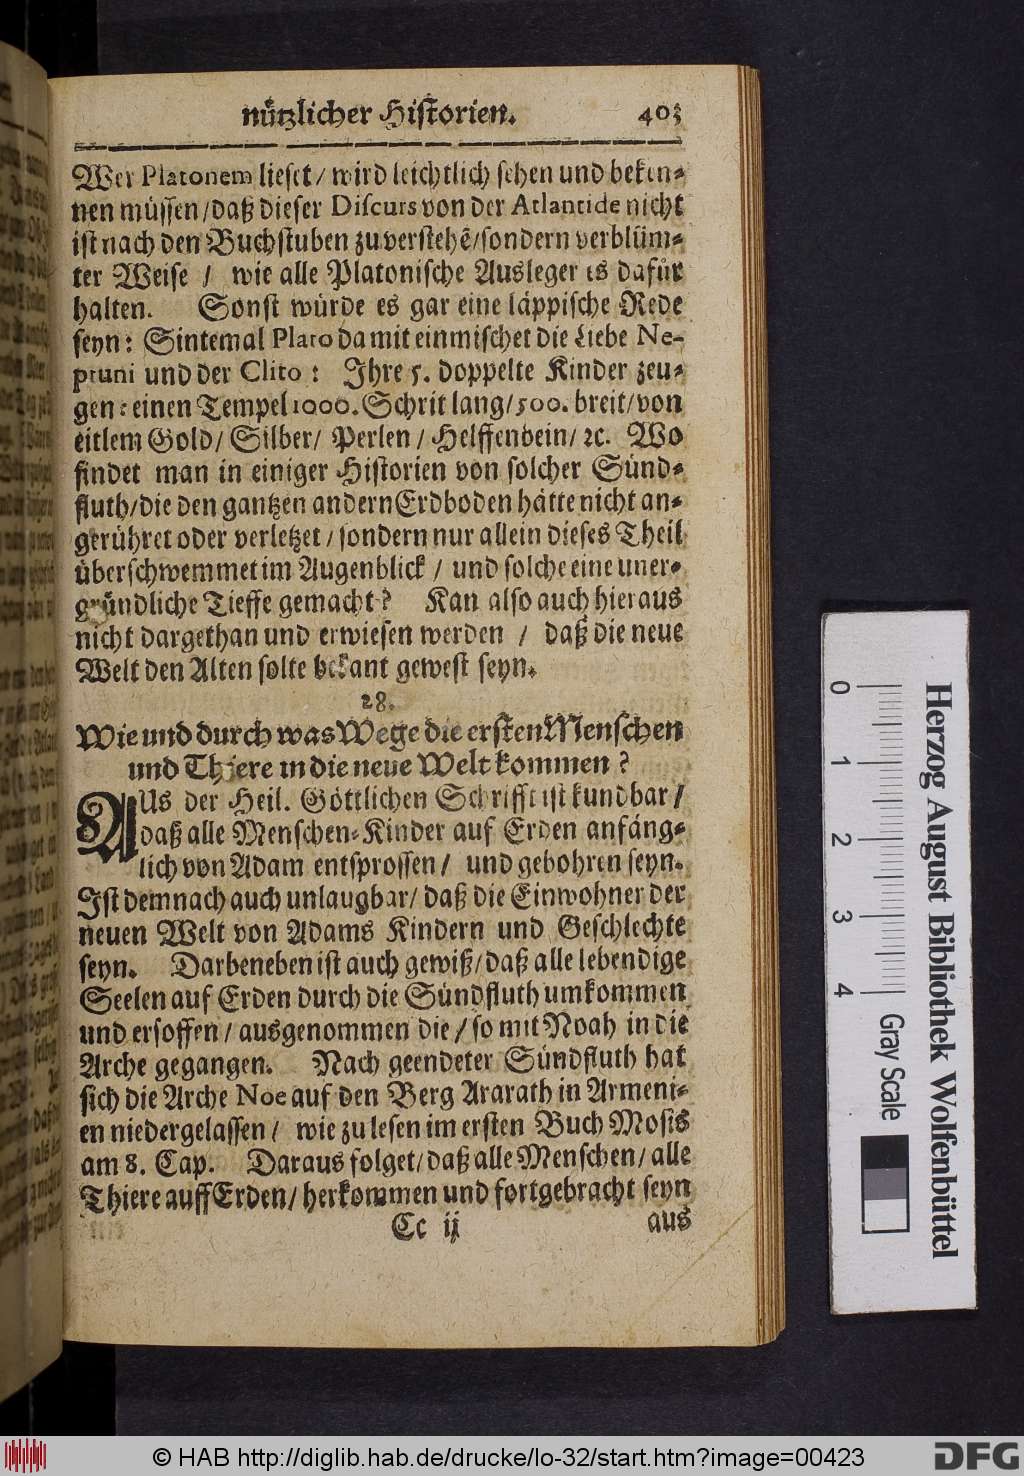 nützlicher Historien. 403
Wer Platonem lieset / wird leichtlich sehen und beken-
nen müssen / daß dieser Discurs von der Atlantide nicht
ist nach den Buchstuben zuverstehẽ / sondern verblüm-
ter Weise / wie alle Platonische Ausleger es dafür
halten. Sonst würde es gar eine läppische Rede
seyn: Sintemal Plato da mit einmischet die Liebe Ne-
ptuni und der Clito: Ihre 5. doppelte Kinder zeu-
gen: einen Tempel 1000. Schrit lang / 500. breit / von
eitlem Gold / Silber / Perlen / Helffenbein / ꝛc. Wo
findet man in einiger Historien von solcher Sünd-
fluth / die den gantzen andern Erdboden hätte nicht an-
gerühret oder verletzet / sondern nur allein dieses Theil
überschwemmet im Augenblick / und solche eine uner-
gründliche Tieffe gemacht? Kan also auch hieraus
nicht dargethan und erwiesen werden / daß die neue
Welt den Alten solte bekant gewest seyn.
28.
Wie und durch was Wege die ersten Menschen
und Thiere in die neue Welt kommen?
AUs der Heil. Göttlichen Schrifft ist kundbar /
daß alle Menschen-Kinder auf Erden anfäng-
lich von Adam entsprossen / und gebohren seyn.
Ist demnach auch unlaugbar / daß die Einwohner der
neuen Welt von Adams Kindern und Geschlechte
seyn. Darbeneben ist auch gewiß / daß alle lebendige
Seelen auf Erden durch die Sündfluth umkommen
und ersoffen / ausgenommen die / so mit Noah in die
Arche gegangen. Nach geendeter Sündfluth hat
sich die Arche Noe auf den Berg Ararath in Armeni-
en niedergelassen / wie zu lesen im ersten Buch Mosis
am 8. Cap. Daraus folget / daß alle Menschen / alle
Thiere auff Erden / herkommen und fortgebracht seyn
Cc ij aus
0 1 2 3 4 Gray Scale
Herzog August Bibliothek Wolfenbüttel
© HAB http://diglib.hab.de/drucke/lo-32/start.htm?image=00423
DFG